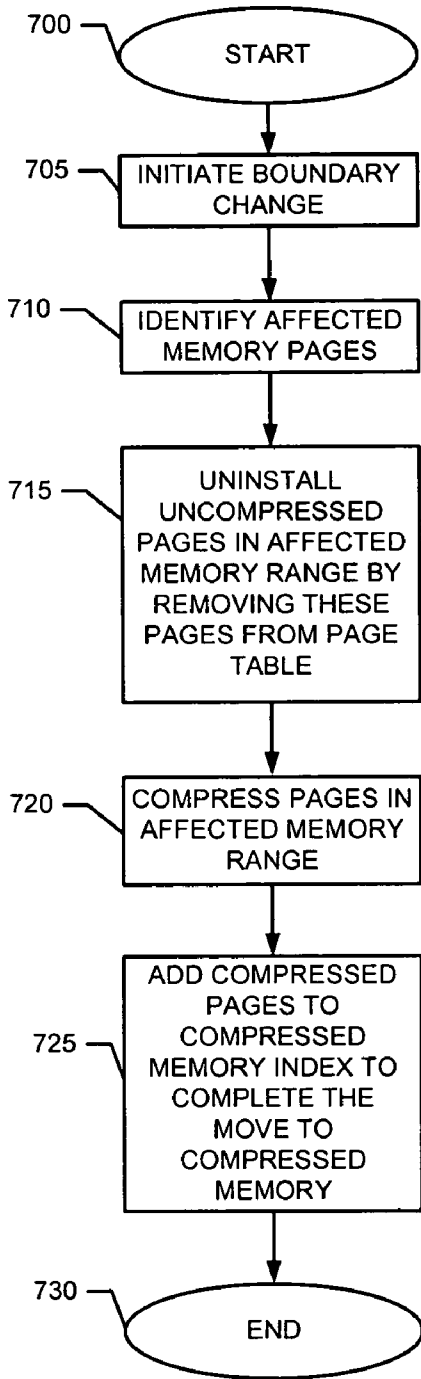 700
START
705
INITIATE BOUNDARY
CHANGE
710
IDENTIFY AFFECTED
MEMORY PAGES
715
UNINSTALL
UNCOMPRESSED
PAGES IN AFFECTED
MEMORY RANGE BY
REMOVING THESE
PAGES FROM PAGE
TABLE
720
COMPRESS PAGES IN
AFFECTED MEMORY
RANGE
725
ADD COMPRESSED
PAGES TO
COMPRESSED
MEMORY INDEX TO
COMPLETE THE
MOVE TO
COMPRESSED
MEMORY
730
END